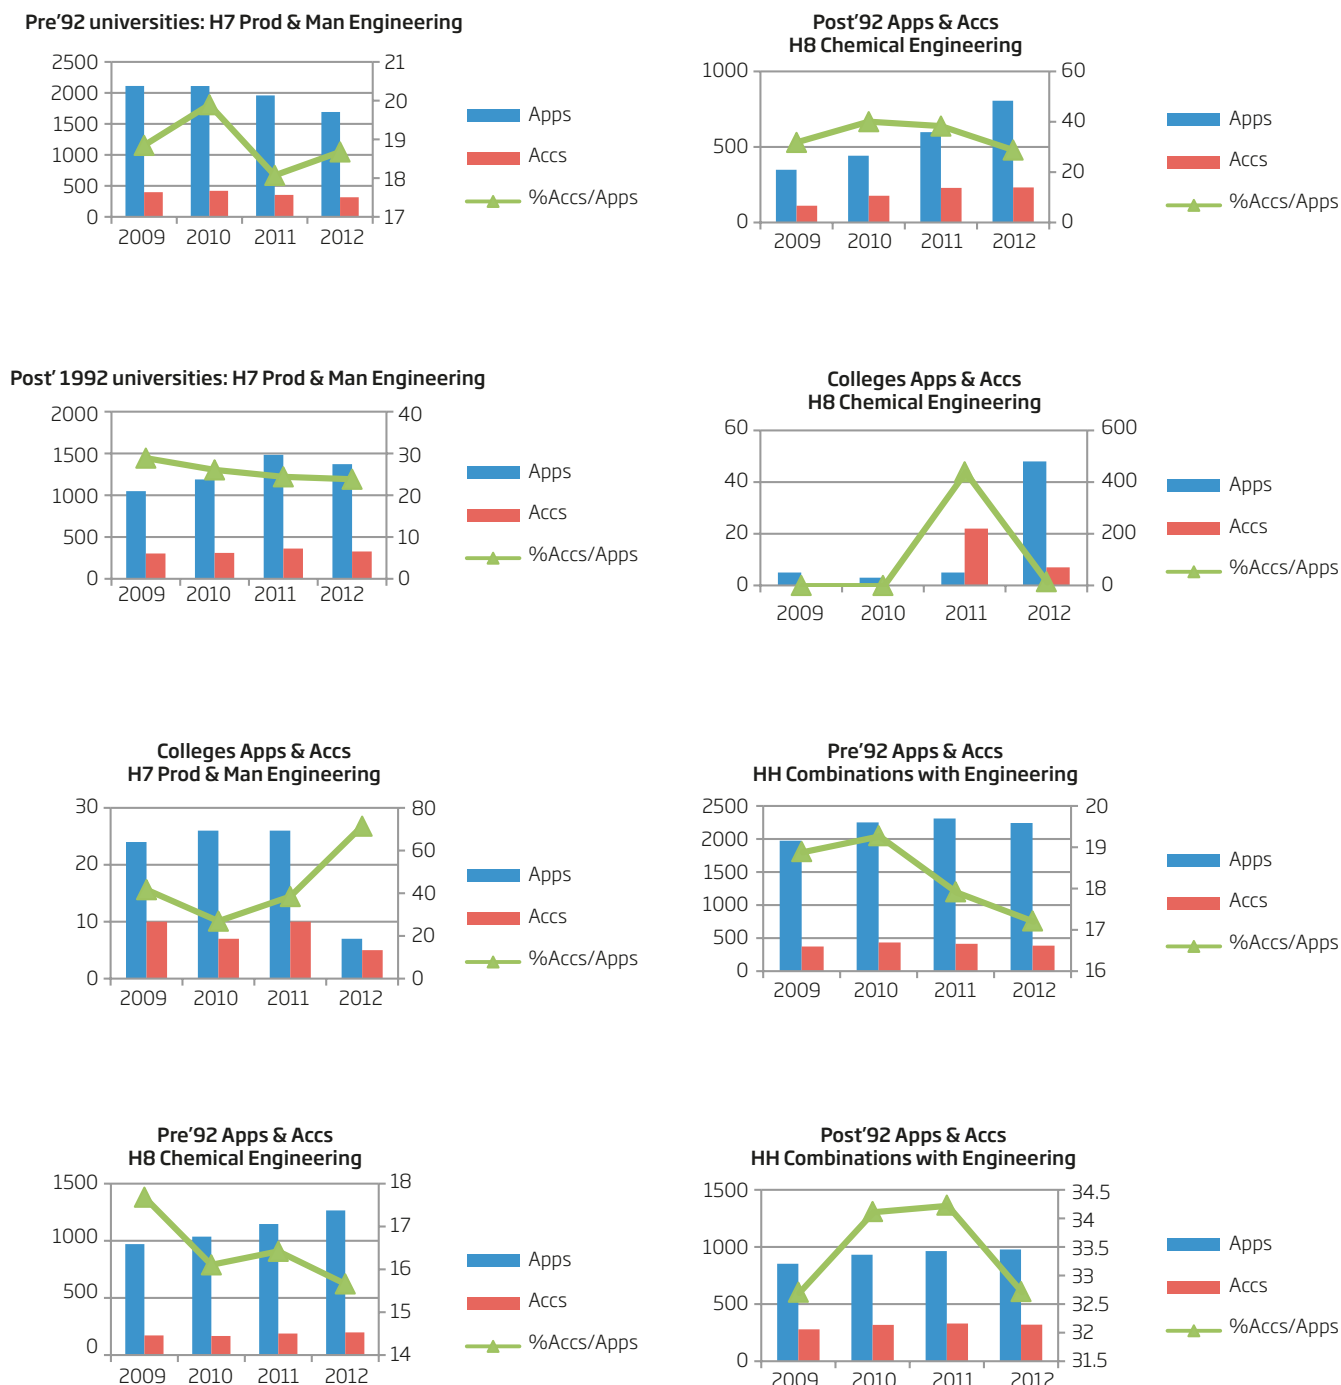 Pre'92 universities: H7 Prod & Man Engineering
2500
2000
1500
1000
500
0
21
20
19
18
17
2009 2010 2011 2012
Apps
Accs
%Accs/Apps
Post'92 Apps & Accs
H8 Chemical Engineering
1000
500
0
60
40
20
0
2009 2010 2011 2012
Apps
Accs
%Accs/Apps
Post' 1992 universities: H7 Prod & Man Engineering
2000
1500
1000
500
0
40
30
20
10
0
2009 2010 2011 2012
Apps
Accs
%Accs/Apps
Colleges Apps & Accs
H8 Chemical Engineering
60
40
20
0
600
400
200
0
2009 2010 2011 2012
Apps
Accs
%Accs/Apps
Colleges Apps & Accs
H7 Prod & Man Engineering
30
20
10
0
80
60
40
20
0
2009 2010 2011 2012
Apps
Accs
%Accs/Apps
Pre'92 Apps & Accs
HH Combinations with Engineering
2500
2000
1500
1000
500
0
20
19
18
17
16
2009 2010 2011 2012
Apps
Accs
%Accs/Apps
Pre'92 Apps & Accs
H8 Chemical Engineering
1500
1000
500
0
18
17
16
15
14
2009 2010 2011 2012
Apps
Accs
%Accs/Apps
Post'92 Apps & Accs
HH Combinations with Engineering
1500
1000
500
0
34.5
34
33.5
33
32.5
32
31.5
2009 2010 2011 2012
Apps
Accs
%Accs/Apps